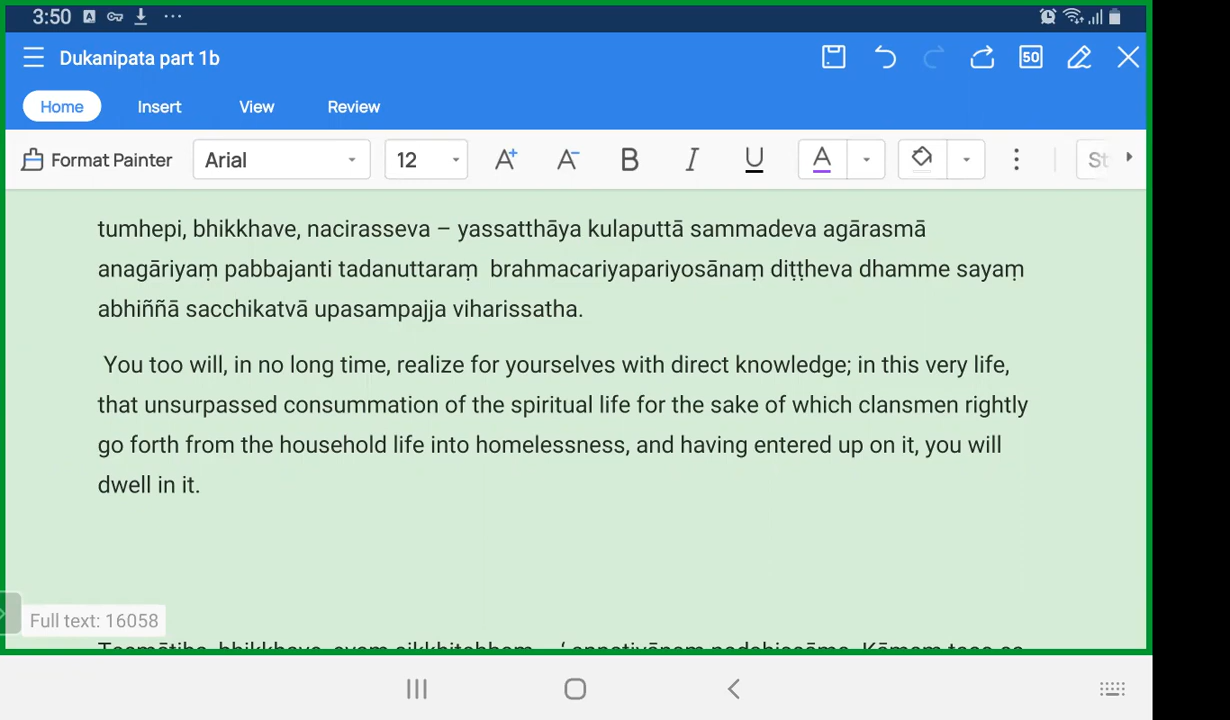 3:50
Dukanipata part 1b
50
Home Insert View Review
Format Painter Arial 12 B I U A St
tumhepi, bhikkhave, nacirasseva – yassatthāya kulaputtā sammadeva agārasmā
anagāriyaṃ pabbajanti tadanuttaraṃ brahmacariyapariyosānaṃ diṭṭheva dhamme sayaṃ
abhiññā sacchikatvā upasampajja viharissatha.
You too will, in no long time, realize for yourselves with direct knowledge; in this very life,
that unsurpassed consummation of the spiritual life for the sake of which clansmen rightly
go forth from the household life into homelessness, and having entered up on it, you will
dwell in it.
Full text: 16058